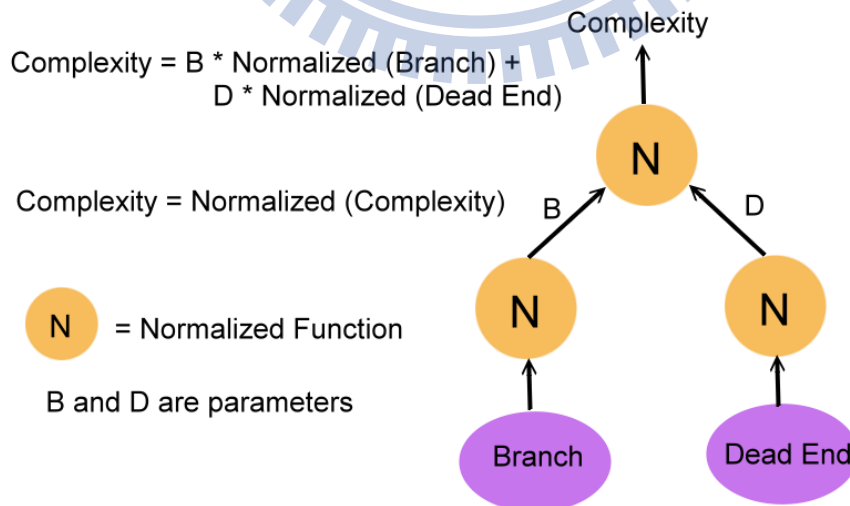 Complexity
Complexity = B * Normalized (Branch) +
D * Normalized (Dead End)
N
Complexity = Normalized (Complexity)
B
D
N
N
N
= Normalized Function
B and D are parameters
Branch
Dead End